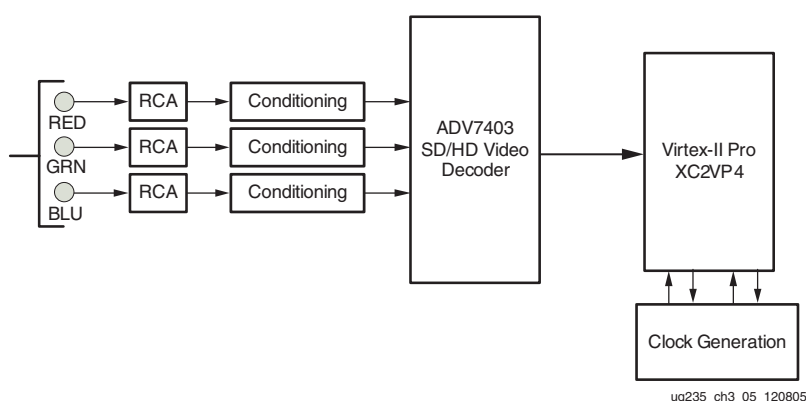 RED
RCA
Conditioning
GRN
RCA
Conditioning
BLU
RCA
Conditioning
ADV7403
SD/HD Video
Decoder
Virtex-II Pro
XC2VP4
Clock Generation
ug235_ch3_05_120805